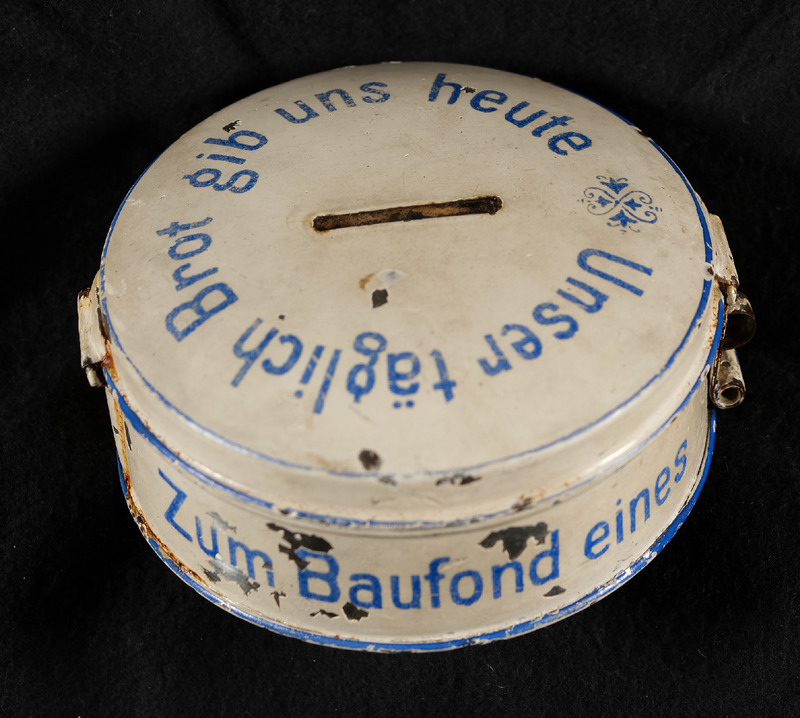 Unser täglich Brot gib uns heute
Zum Baufond eines